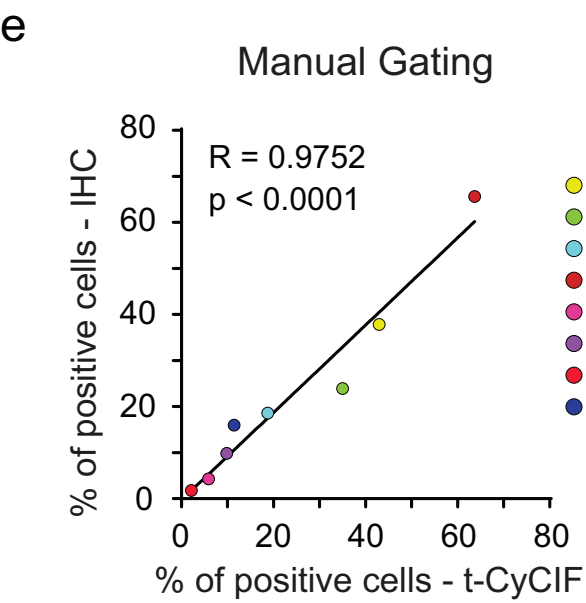 e
Manual Gating
R = 0.9752
p < 0.0001
% of positive cells - IHC
80
60
40
20
0
0 20 40 60 80
% of positive cells - t-CyCIF